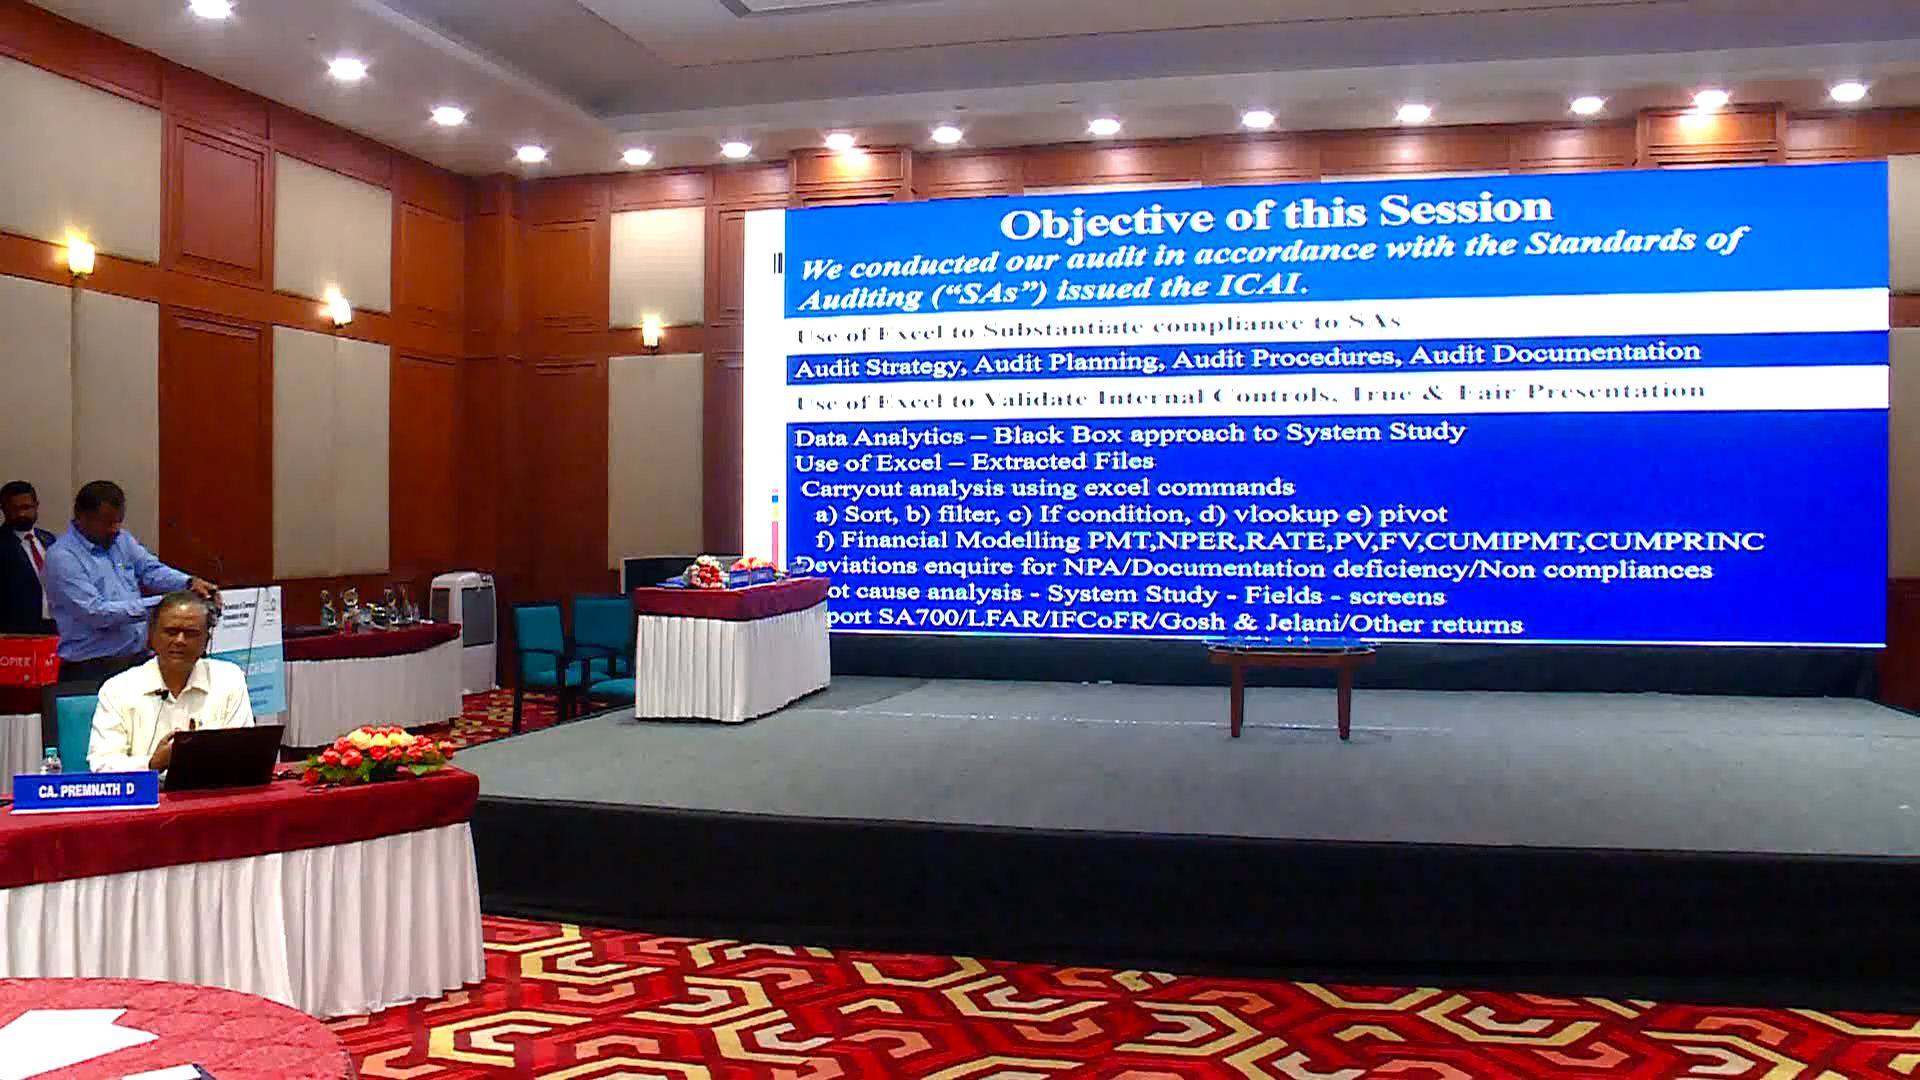 Objective of this Session
We conducted our audit in accordance with the Standards of
Auditing (“SAs”) issued the ICAI.
Use of Excel to Substantiate compliance to SAs
Audit Strategy, Audit Planning, Audit Procedures, Audit Documentation
Use of Excel to Validate Internal Controls, True & Fair Presentation
Data Analytics – Black Box approach to System Study
Use of Excel – Extracted Files
Carryout analysis using excel commands
a) Sort, b) filter, c) If condition, d) vlookup e) pivot
f) Financial Modelling PMT,NPER,RATE,PV,FV,CUMIPMT,CUMPRINC
Deviations enquire for NPA/Documentation deficiency/Non compliances
ot cause analysis - System Study - Fields - screens
port SA700/LFAR/IFCoFR/Gosh & Jelani/Other returns
OPIER M
CA. PREMNATH D